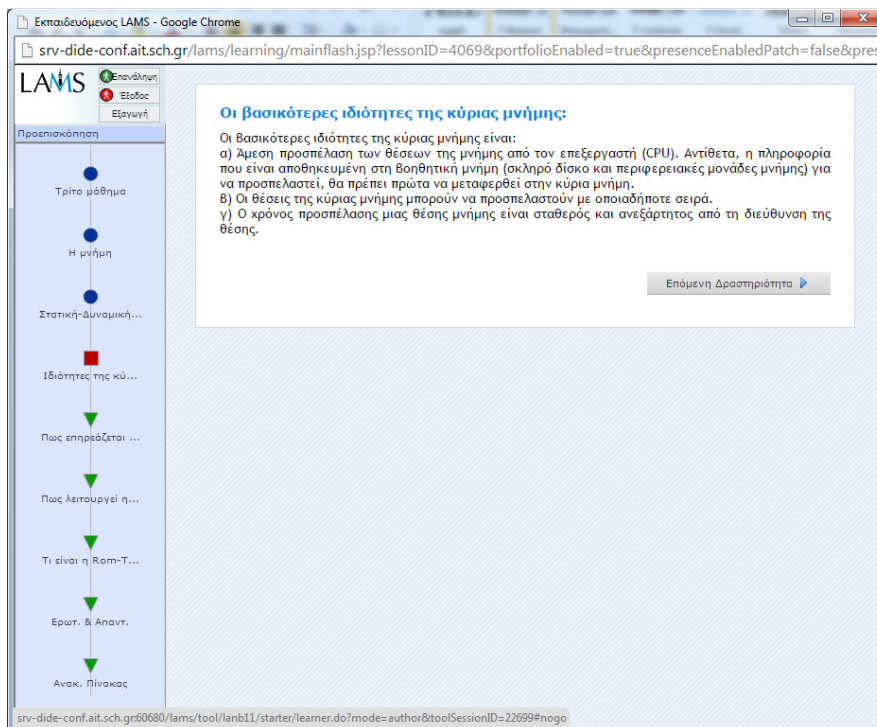 Εκπαιδευόμενος LAMS - Google Chrome
srv-dide-conf.ait.sch.gr/lams/learning/mainflash.jsp?lessonID=4069&portfolioEnabled=true&presenceEnabledPatch=false&pres
LAMS
Επανάληψη
Έξοδος
Εξαγωγή
Προεπισκόπηση
Τρίτο μάθημα
Η μνήμη
Στατική-Δυναμική...
Ιδιότητες της κύ...
Πως επηρεάζεται ...
Πως λειτουργεί η...
Τι είναι η Rom-Τ...
Ερωτ. & Απαντ.
Ανακ. Πίνακας
Οι βασικότερες ιδιότητες της κύριας μνήμης:
Οι βασικότερες ιδιότητες της κύριας μνήμης είναι:
α) Άμεση προσπέλαση των θέσεων της μνήμης από τον επεξεργαστή (CPU). Αντίθετα, η πληροφορία
που είναι αποθηκευμένη στη βοηθητική μνήμη (σκληρό δίσκο και περιφερειακές μονάδες μνήμης) για
να προσπελαστεί, θα πρέπει πρώτα να μεταφερθεί στην κύρια μνήμη.
β) Οι θέσεις της κύριας μνήμης μπορούν να προσπελαστούν με οποιαδήποτε σειρά.
γ) Ο χρόνος προσπέλασης μιας θέσης μνήμης είναι σταθερός και ανεξάρτητος από τη διεύθυνση της
θέσης.
Επόμενη Δραστηριότητα
srv-dide-conf.ait.sch.gr:60680/lams/tool/lanb11/starter/learner.do?mode=author&toolSessionID=22699#nogo